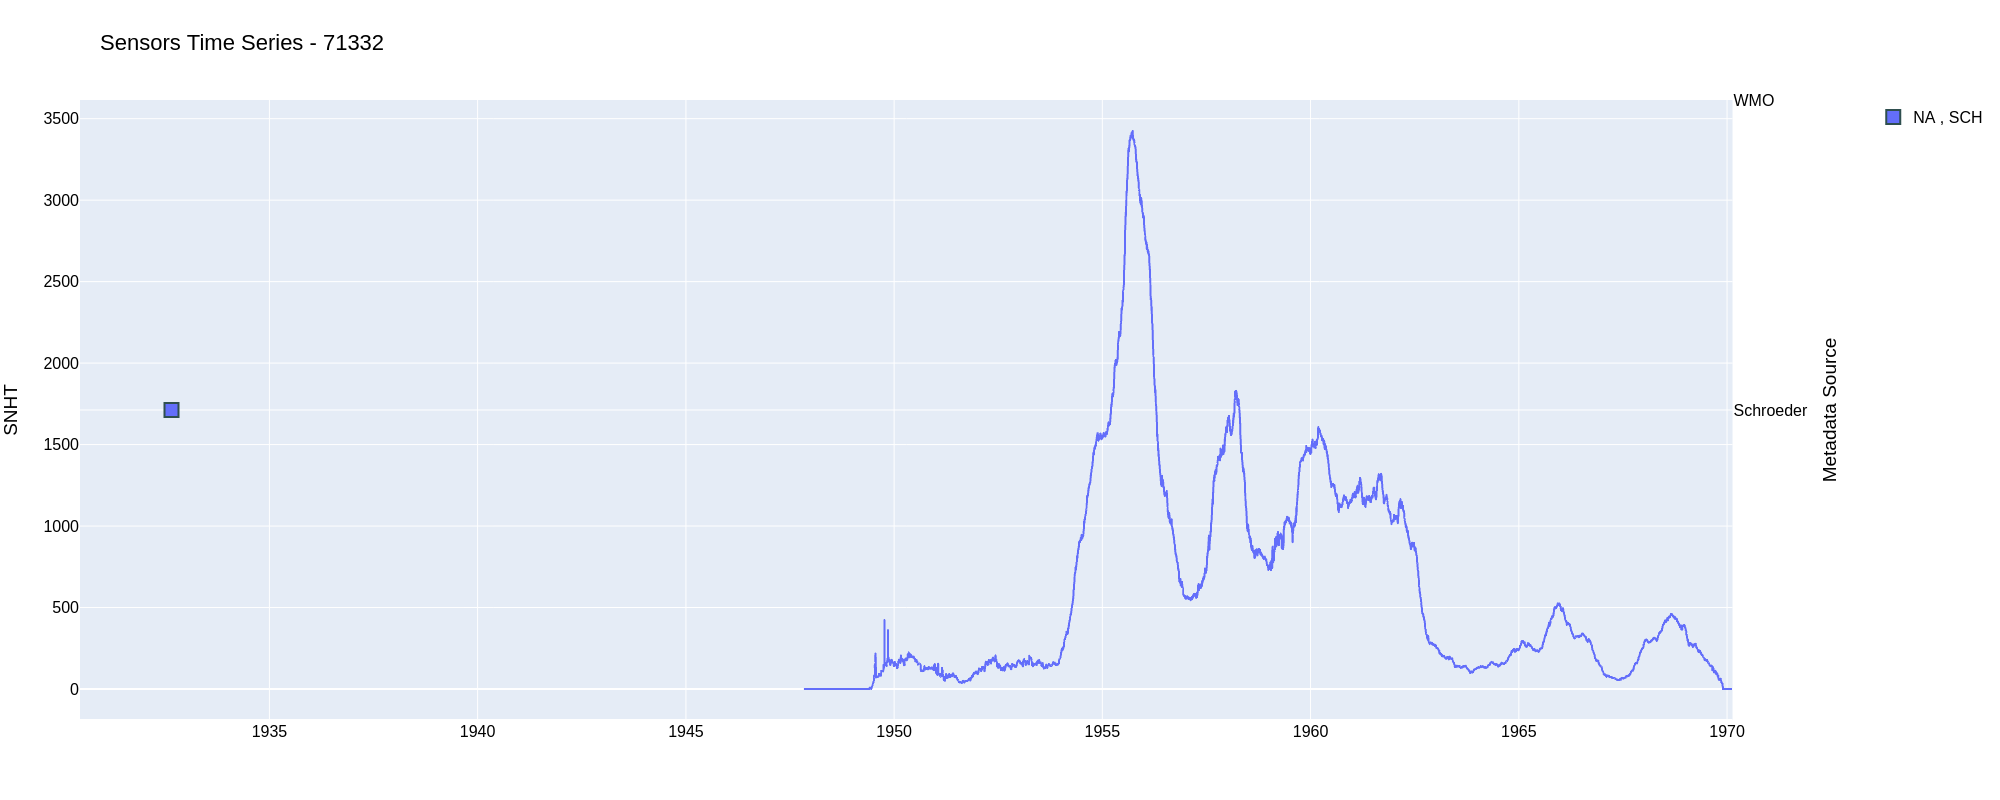 Sensors Time Series - 71332
WMO
NA , SCH
3500
3000
2500
2000
Schroeder
1500
1000
500
0
SNHT
Metadata Source
1935
1940
1945
1950
1955
1960
1965
1970